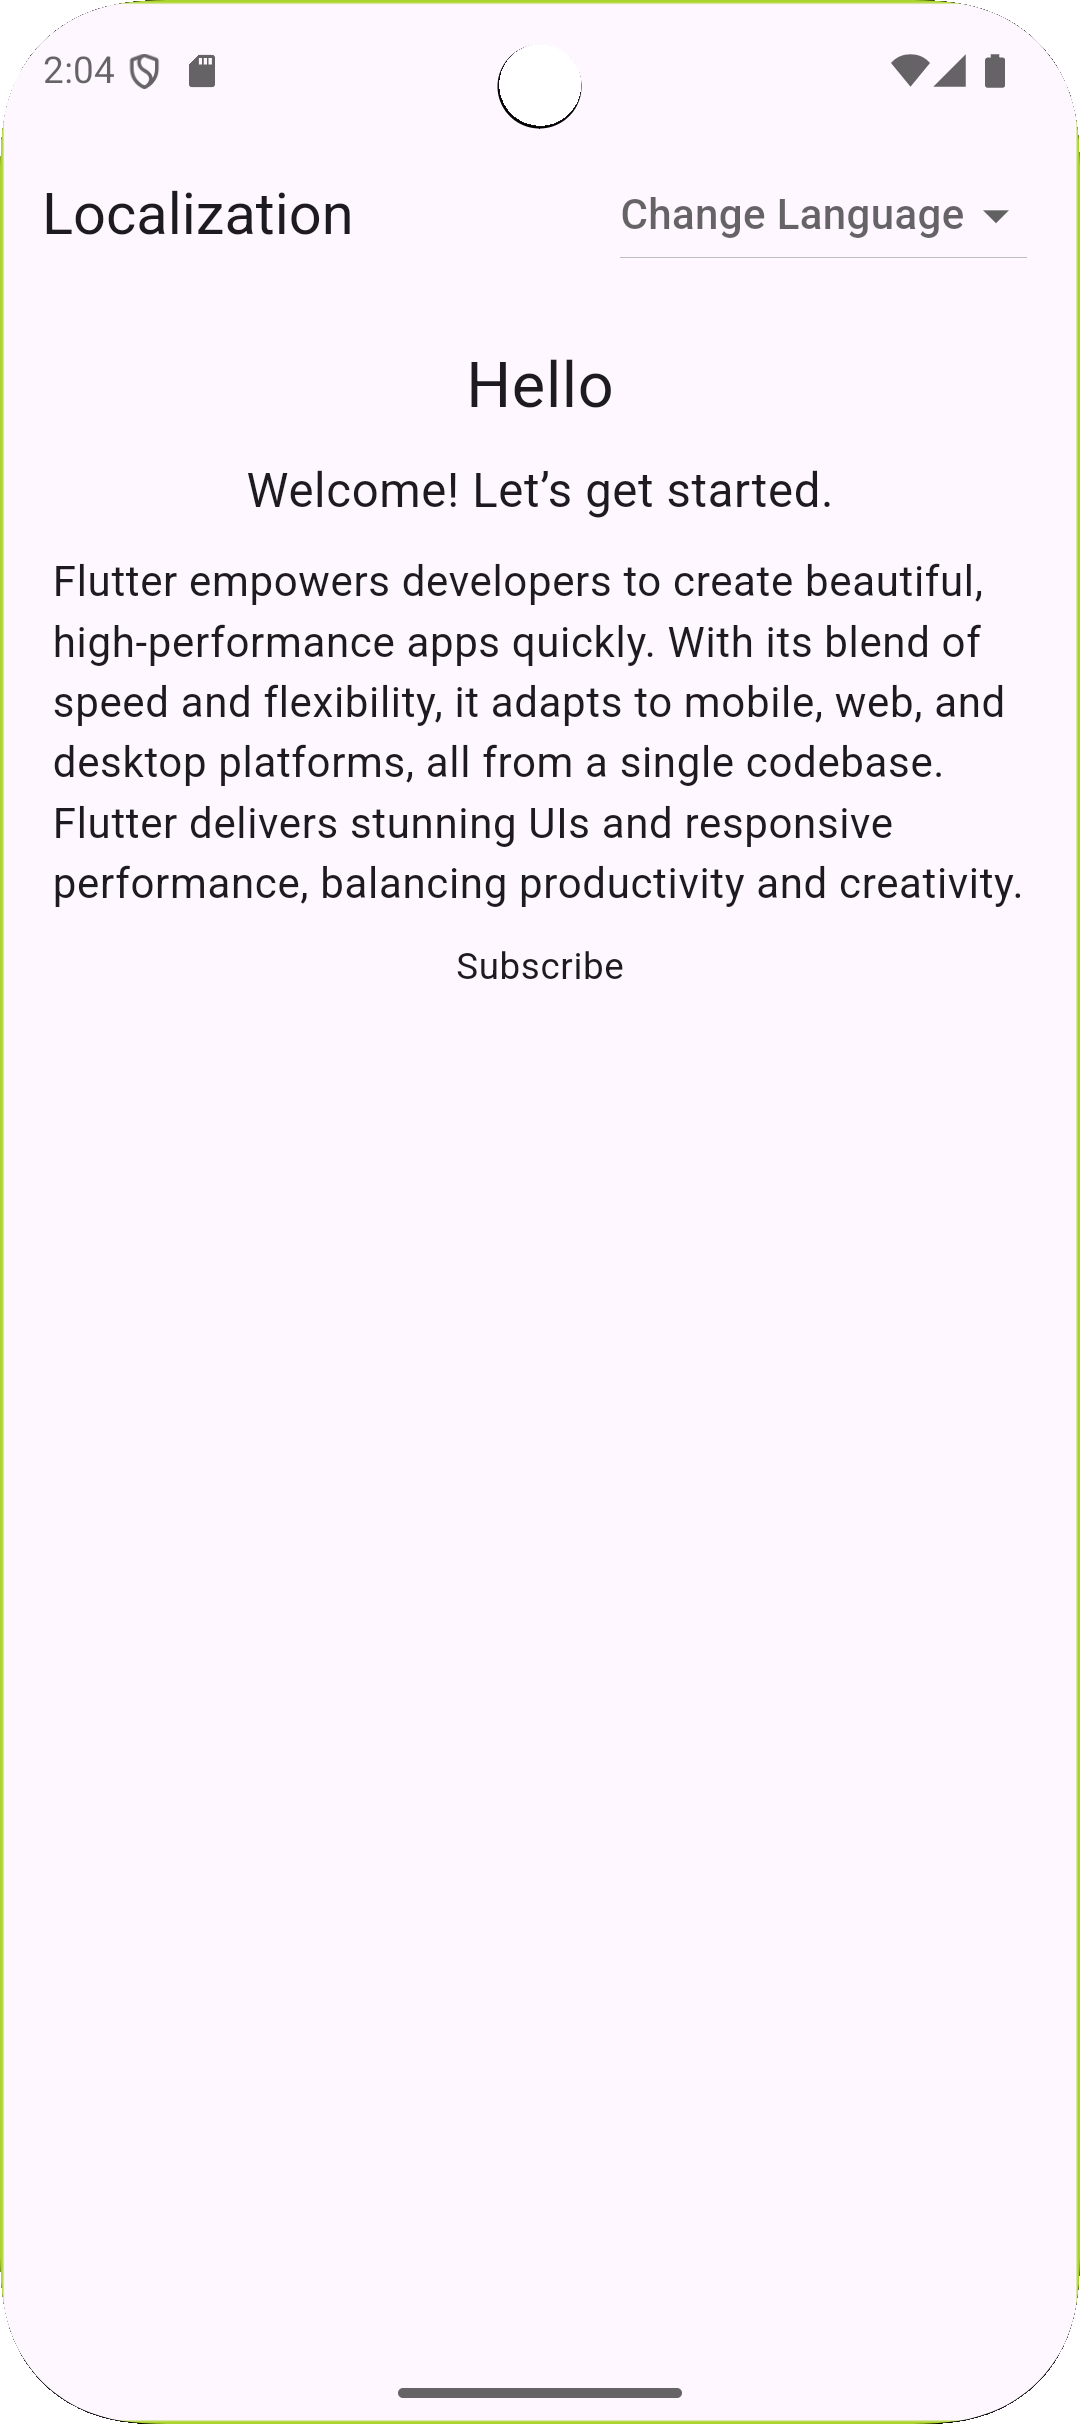 2:04
Localization
Change Language
Hello
Welcome! Let’s get started.
Flutter empowers developers to create beautiful,
high-performance apps quickly. With its blend of
speed and flexibility, it adapts to mobile, web, and
desktop platforms, all from a single codebase.
Flutter delivers stunning UIs and responsive
performance, balancing productivity and creativity.
Subscribe